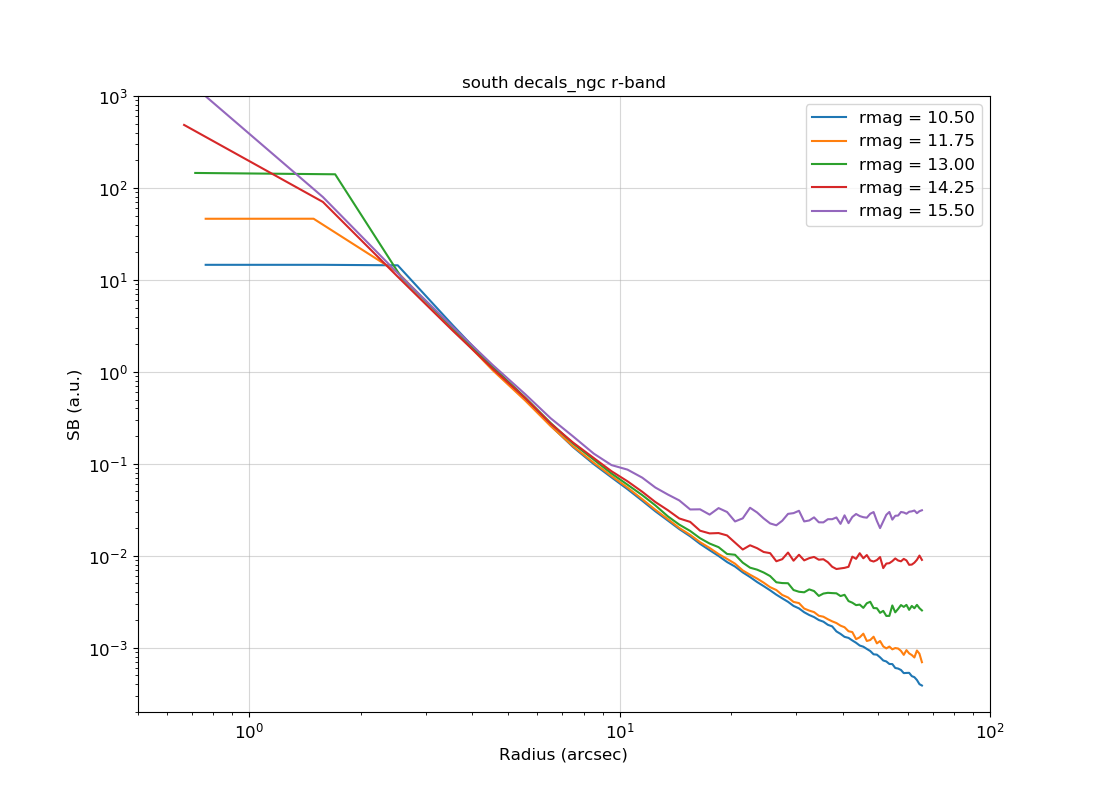 south decals_ngc r-band
rmag = 10.50
rmag = 11.75
rmag = 13.00
rmag = 14.25
rmag = 15.50
10³
10²
10¹
10⁰
10⁻¹
10⁻²
10⁻³
SB (a.u.)
10⁰ 10¹ 10²
Radius (arcsec)